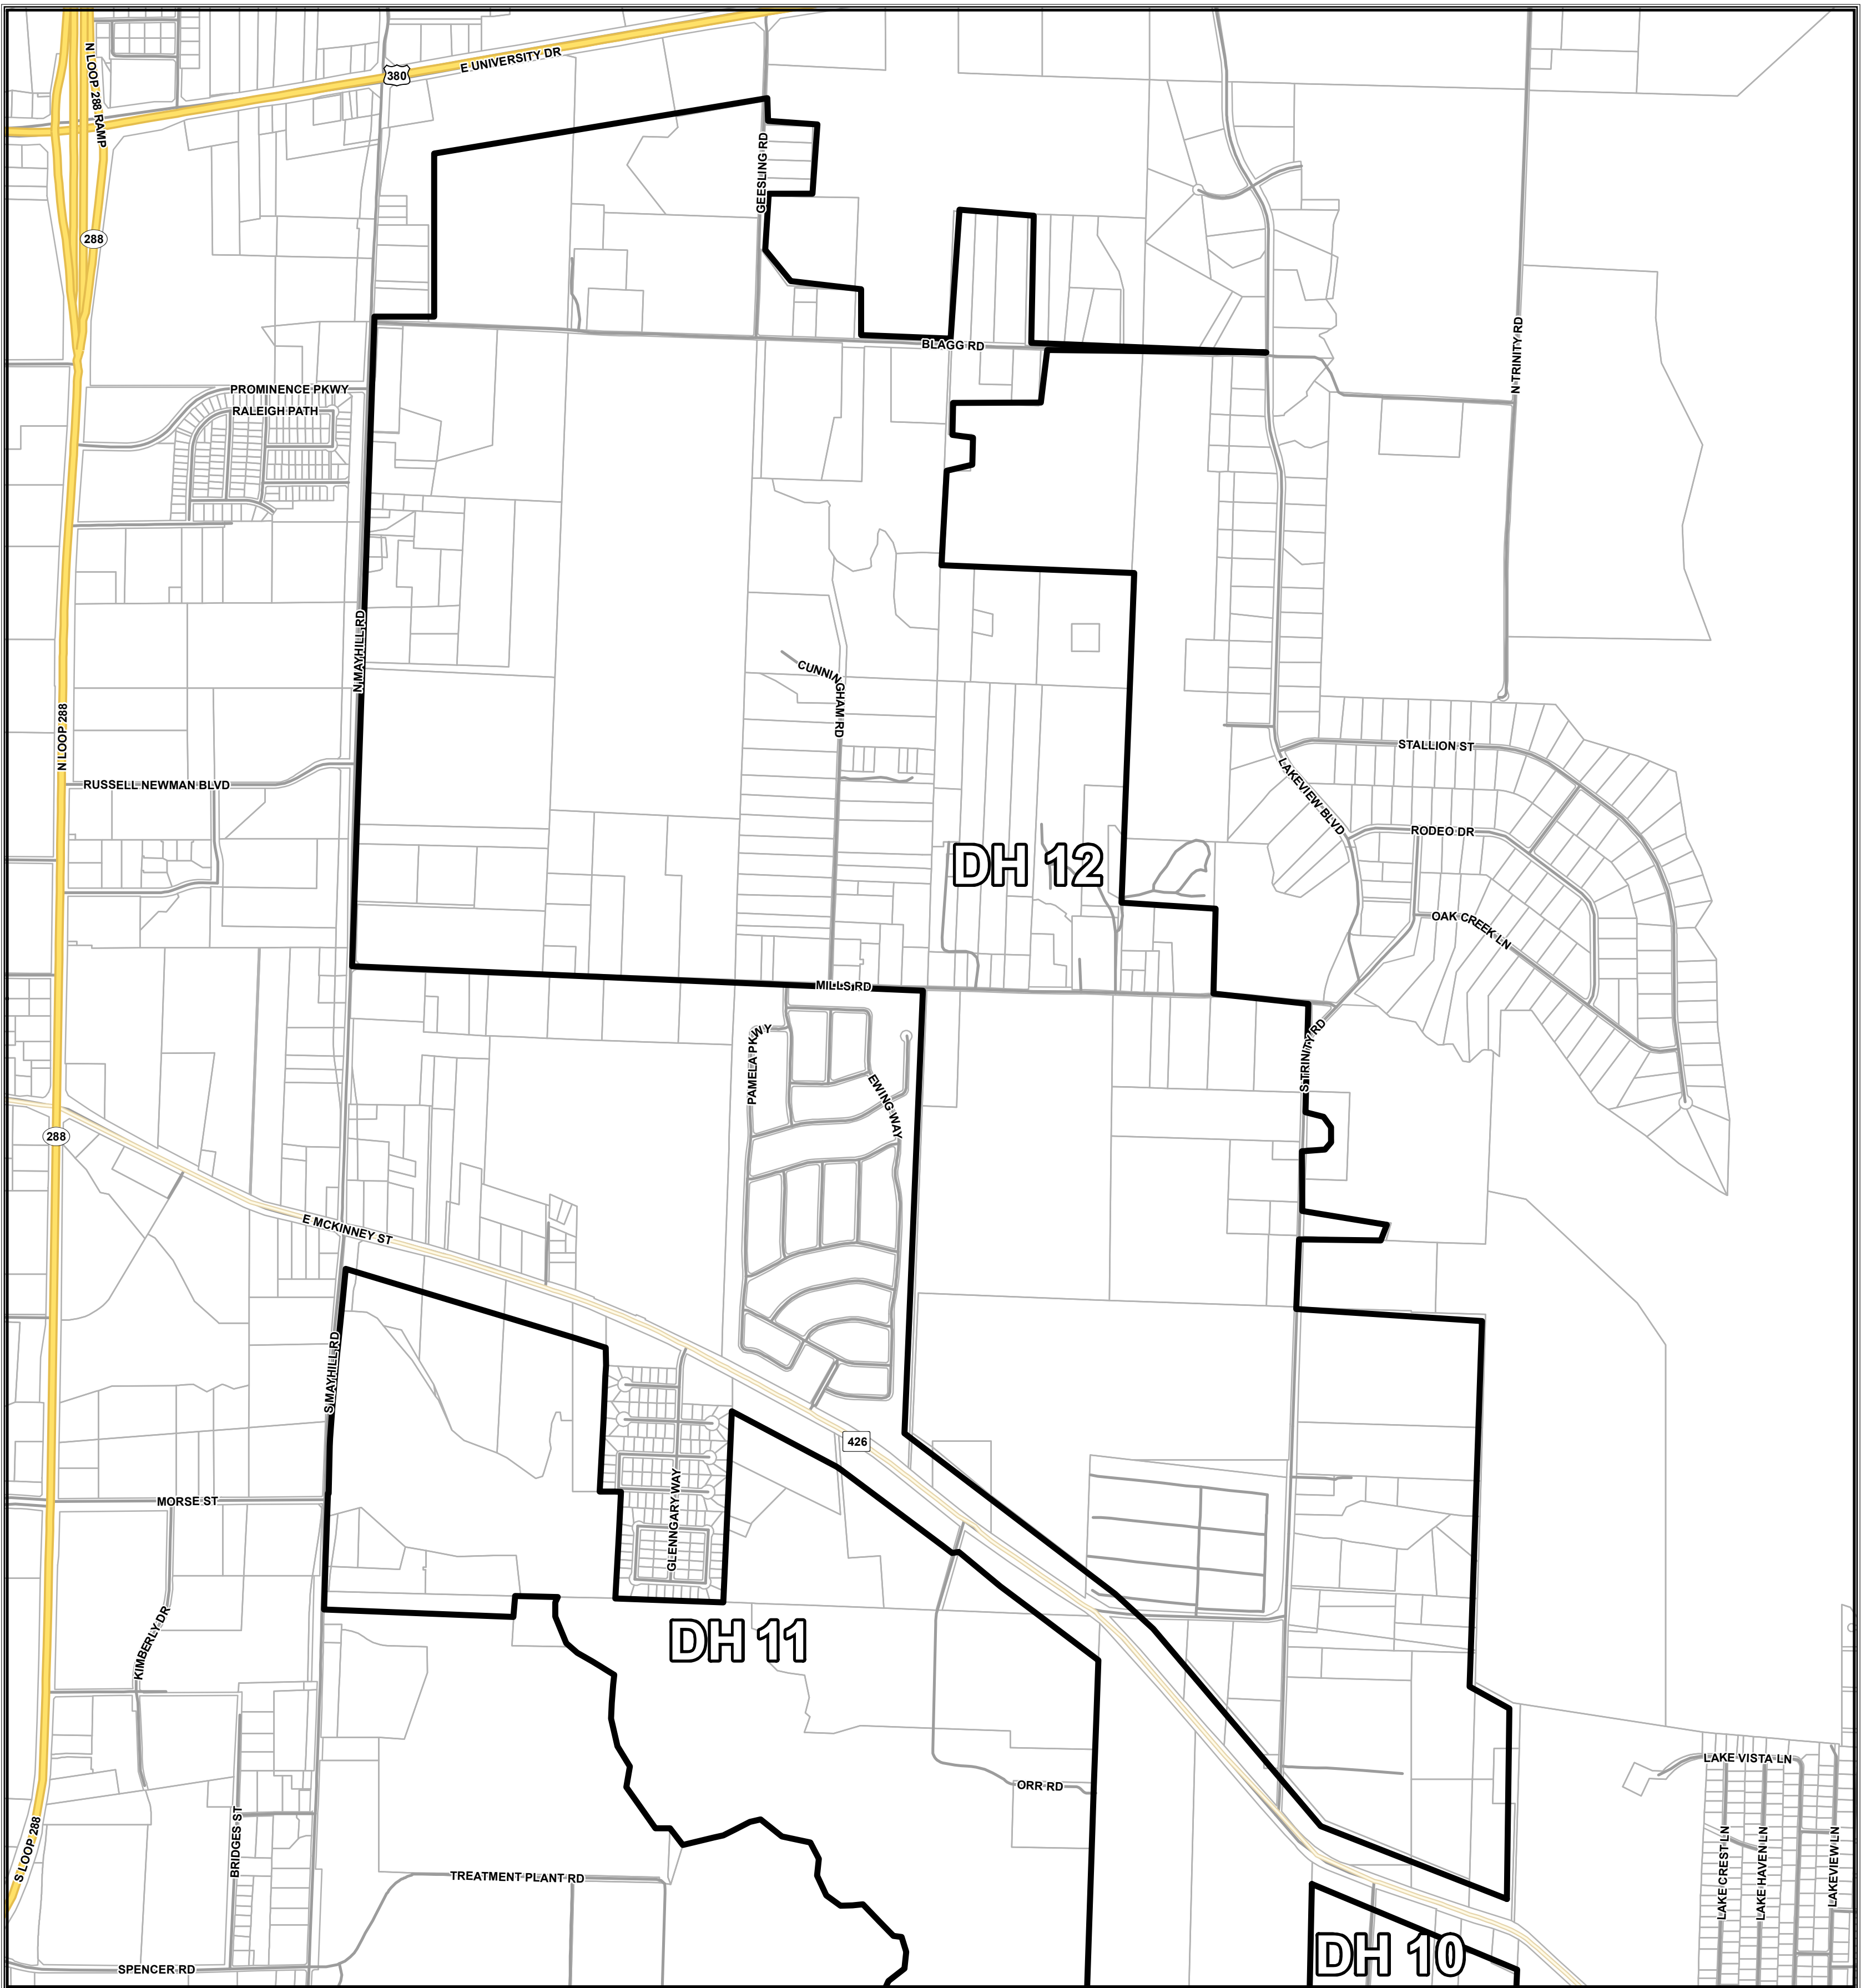 N LOOP 288 RAMP
E UNIVERSITY DR
380
GEESLING RD
288
N TRINITY RD
BLAGG RD
PROMINENCE PKWY
RALEIGH PATH
N MAYHILL RD
CUNNINGHAM RD
N LOOP 288
STALLION ST
RUSSELL NEWMAN BLVD
LAKEVIEW BLVD
RODEO DR
DH 12
OAK CREEK LN
MILLS RD
PAMELA PKWY
S TRINITY RD
EWING WAY
288
E MCKINNEY ST
S MAYHILL RD
426
MORSE ST
GLENNGARY WAY
DH 11
KIMBERLY DR
LAKE VISTA LN
ORR RD
S LOOP 288
BRIDGES ST
LAKE CREST LN
LAKE HAVEN LN
LAKEVIEW LN
TREATMENT PLANT RD
DH 10
SPENCER RD